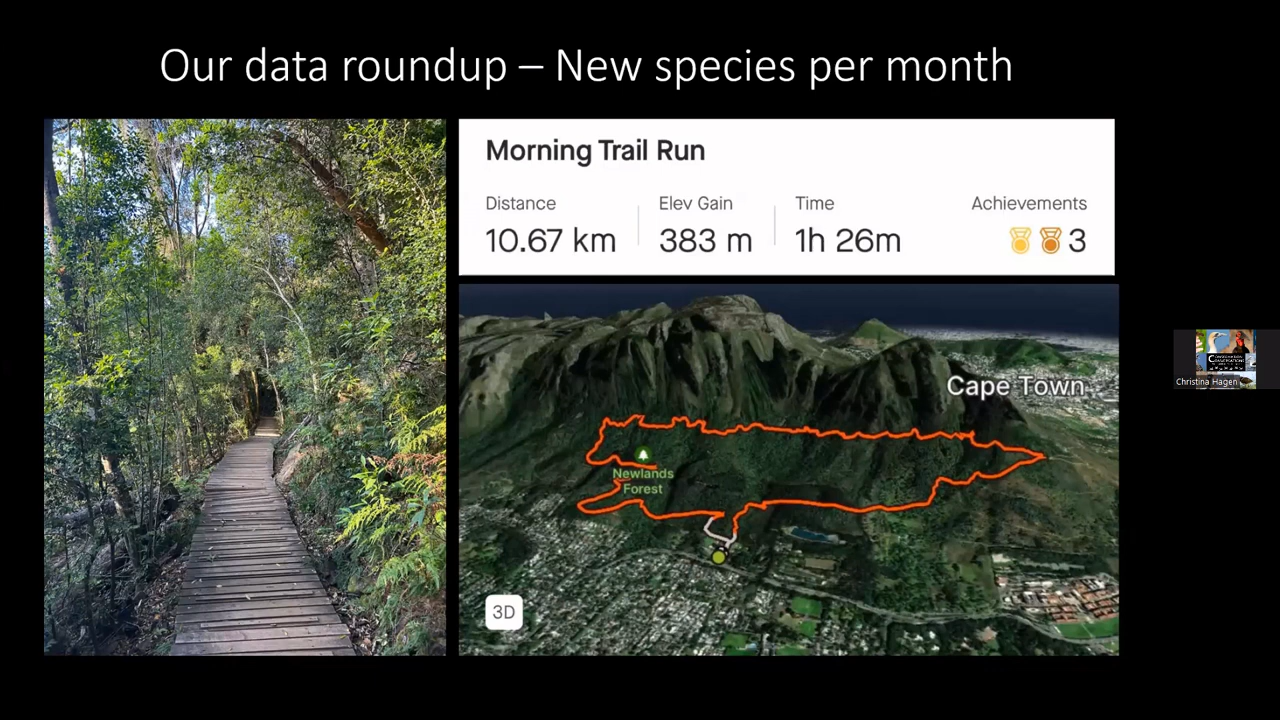 Our data roundup – New species per month
Morning Trail Run
Distance
10.67 km
Elev Gain
383 m
Time
1h 26m
Achievements
3
Cape Town
Newlands
Forest
3D
Christina Hagen